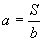 a = S/b